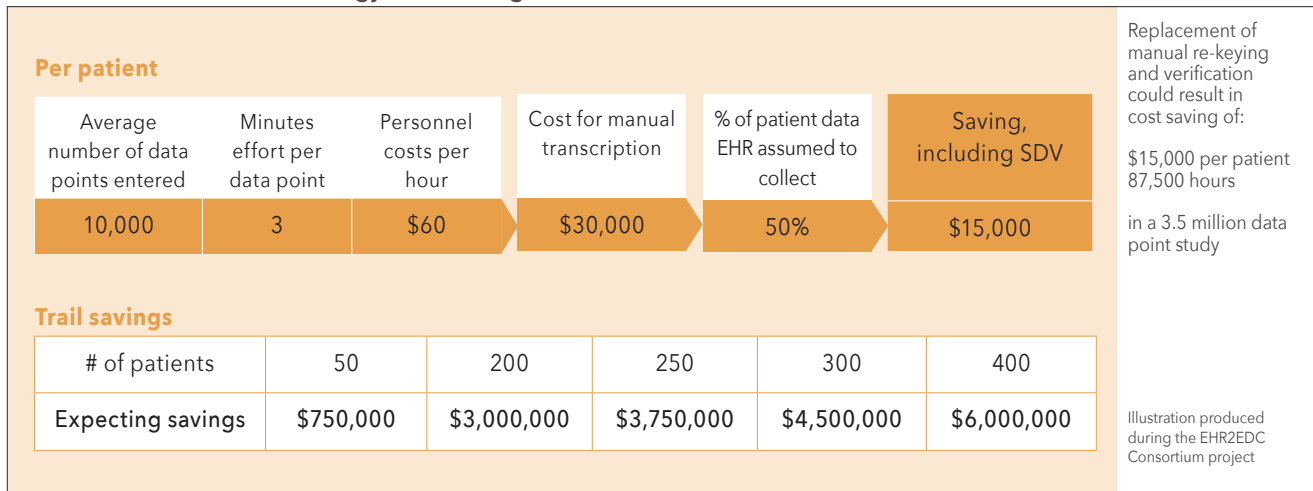 Per patient
Average
number of data
points entered
Minutes
effort per
data point
Personnel
costs per
hour
Cost for manual
transcription
% of patient data
EHR assumed to
collect
Saving,
including SDV
10,000
3
$60
$30,000
50%
$15,000
Trail savings
# of patients
50
200
250
300
400
Expecting savings
$750,000
$3,000,000
$3,750,000
$4,500,000
$6,000,000
Replacement of
manual re-keying
and verification
could result in
cost saving of:
$15,000 per patient
87,500 hours
in a 3.5 million data
point study
Illustration produced
during the EHR2EDC
Consortium project